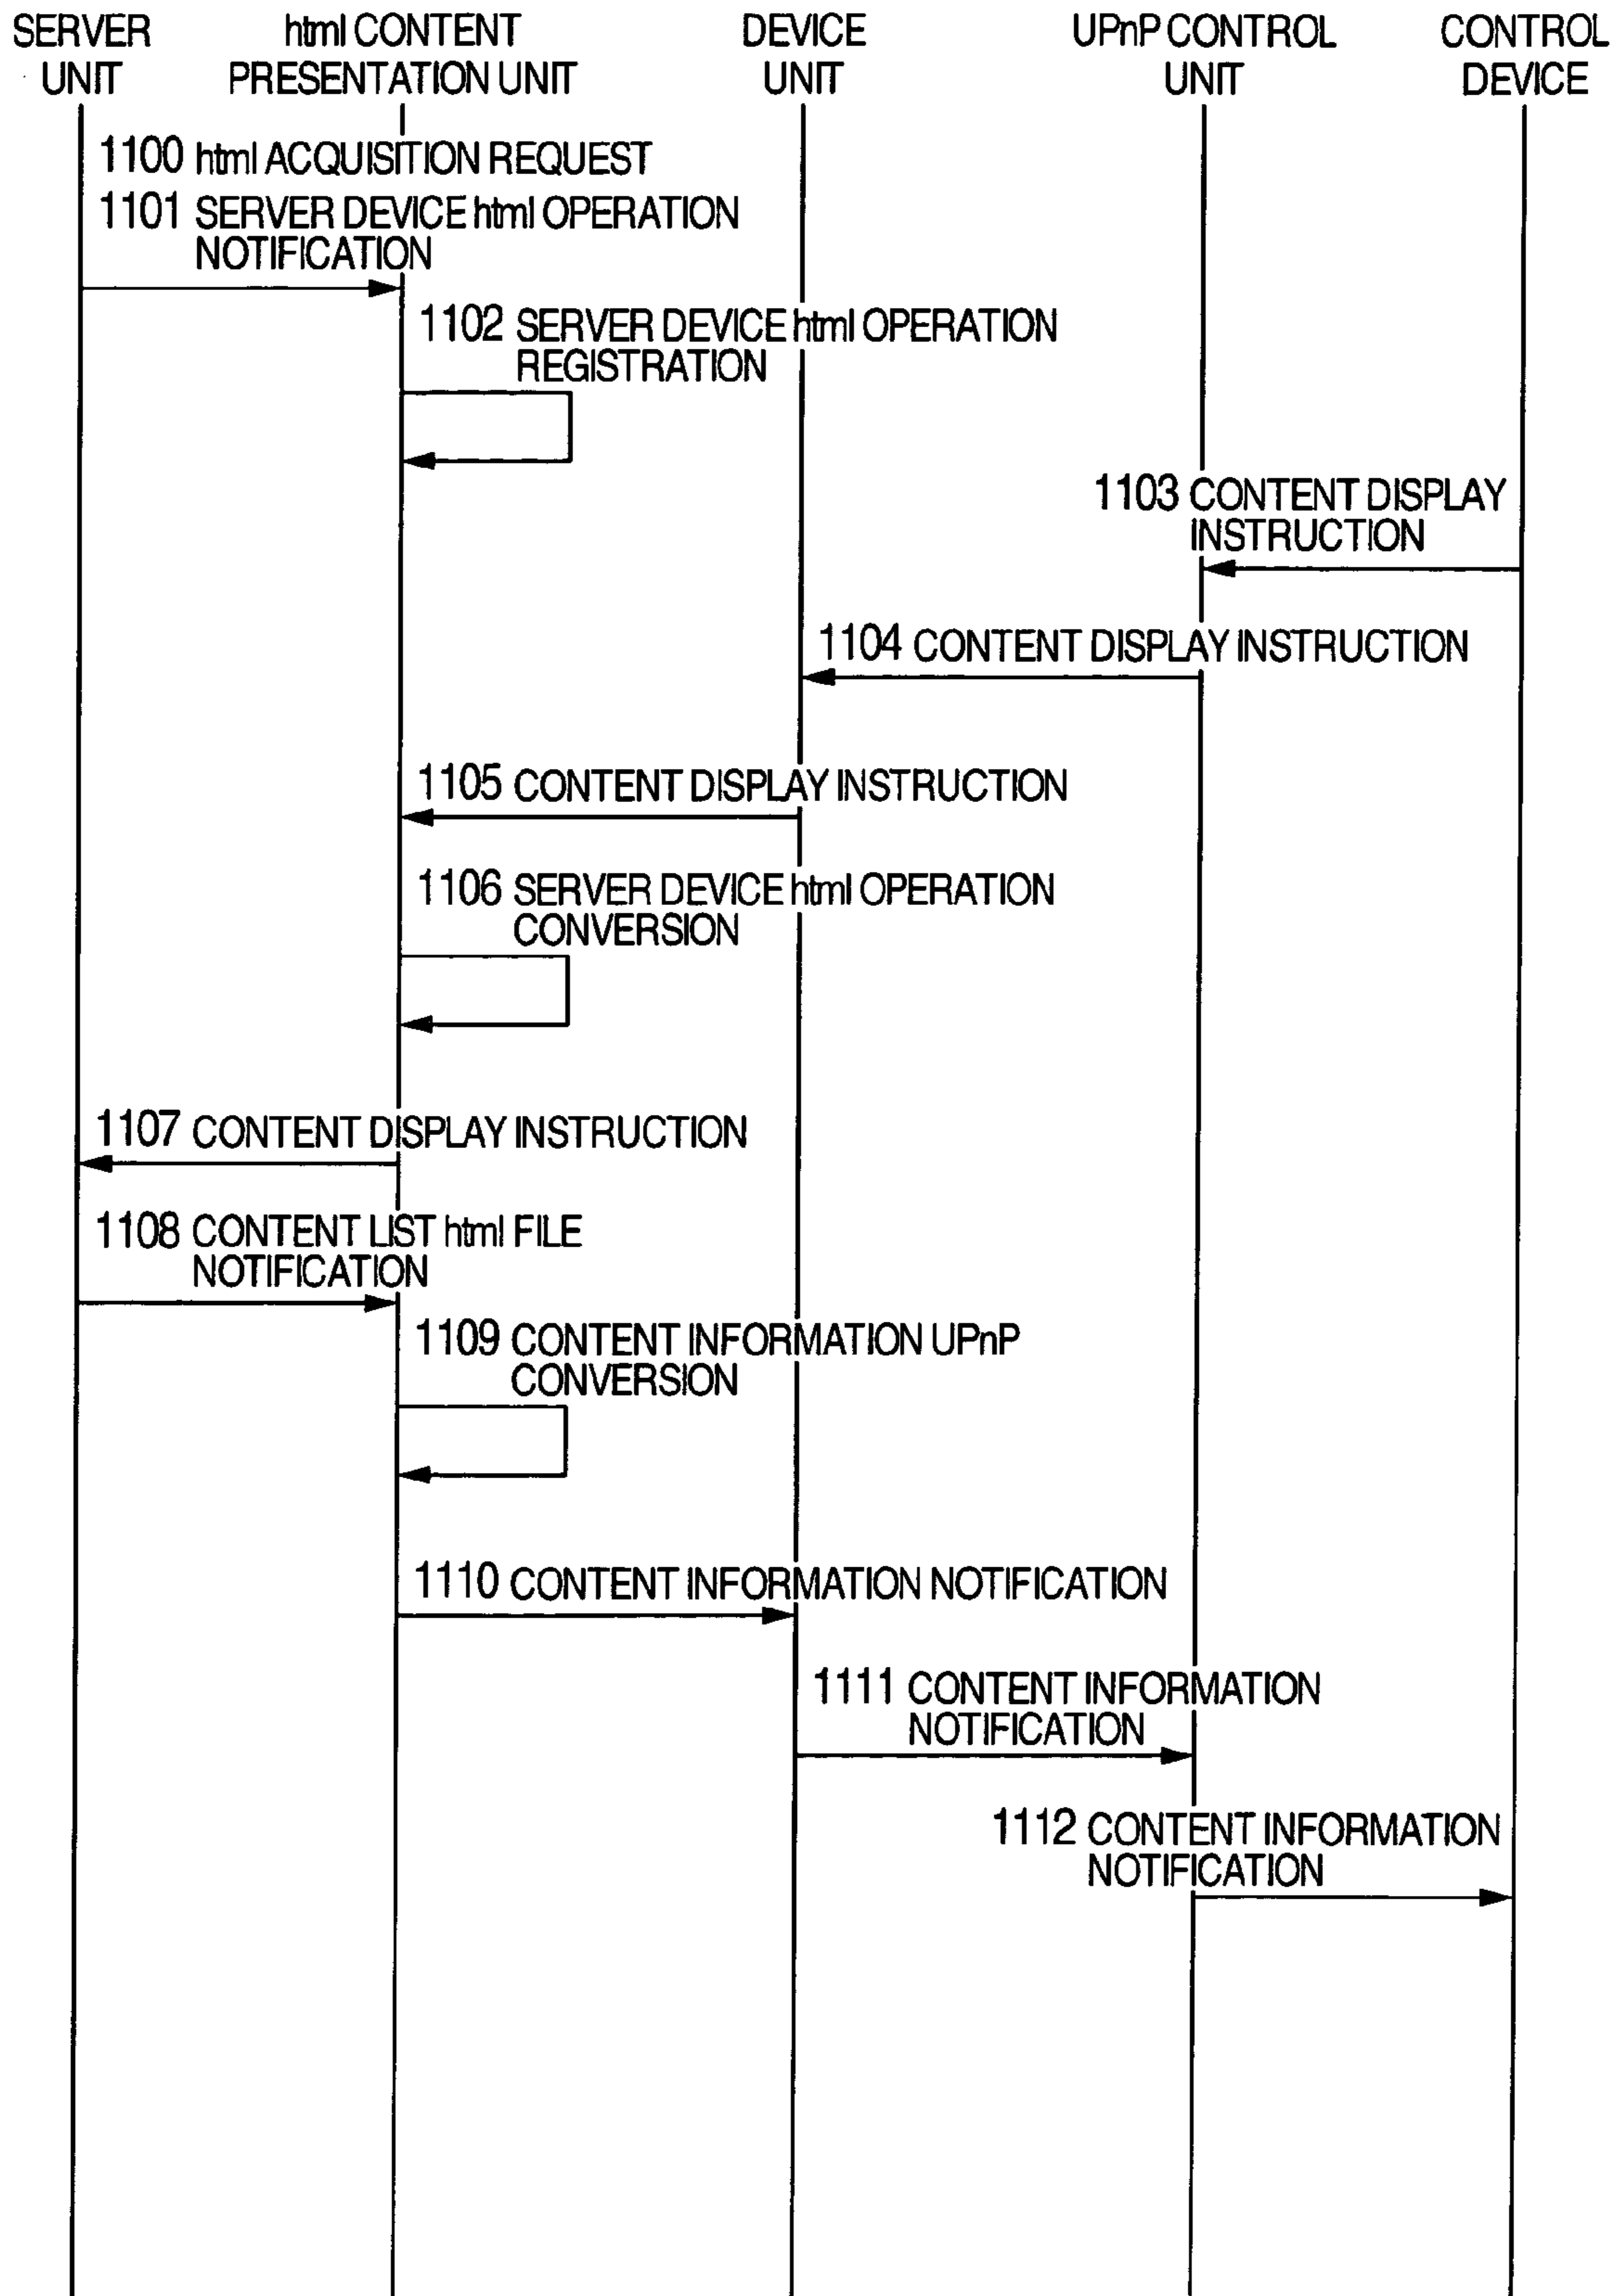 SERVER
UNIT
html CONTENT
PRESENTATION UNIT
DEVICE
UNIT
UPnP CONTROL
UNIT
CONTROL
DEVICE
1100 html ACQUISITION REQUEST
1101 SERVER DEVICE html OPERATION
NOTIFICATION
1102 SERVER DEVICE html OPERATION
REGISTRATION
1103 CONTENT DISPLAY
INSTRUCTION
1104 CONTENT DISPLAY INSTRUCTION
1105 CONTENT DISPLAY INSTRUCTION
1106 SERVER DEVICE html OPERATION
CONVERSION
1107 CONTENT DISPLAY INSTRUCTION
1108 CONTENT LIST html FILE
NOTIFICATION
1109 CONTENT INFORMATION UPnP
CONVERSION
1110 CONTENT INFORMATION NOTIFICATION
1111 CONTENT INFORMATION
NOTIFICATION
1112 CONTENT INFORMATION
NOTIFICATION